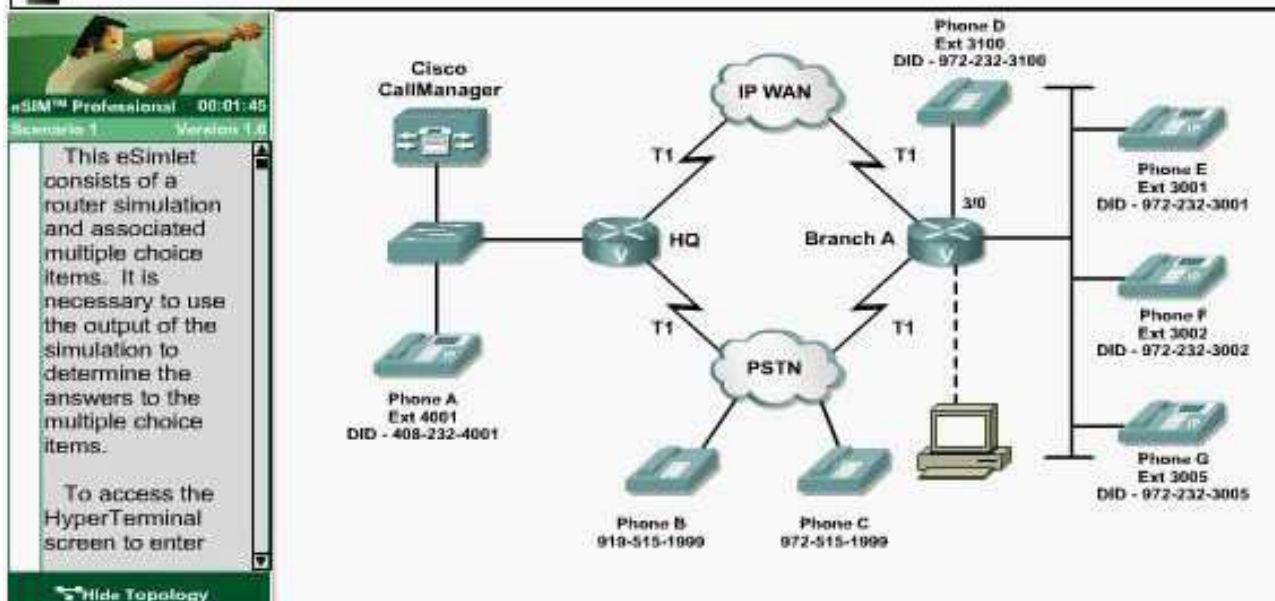 eSIM™ Professional 00:01:45
Scenario 1 Version 1.0
This eSimlet
consists of a
router simulation
and associated
multiple choice
items. It is
necessary to use
the output of the
simulation to
determine the
answers to the
multiple choice
items.
To access the
HyperTerminal
screen to enter
Hide Topology
Cisco
CallManager
IP WAN
Phone D
Ext 3100
DID - 972-232-3100
T1
T1
3/0
HQ
V
Branch A
V
Phone E
Ext 3001
DID - 972-232-3001
T1
T1
PSTN
Phone F
Ext 3002
DID - 972-232-3002
Phone A
Ext 4001
DID - 408-232-4001
Phone B
919-515-1999
Phone C
972-515-1999
Phone G
Ext 3005
DID - 972-232-3005